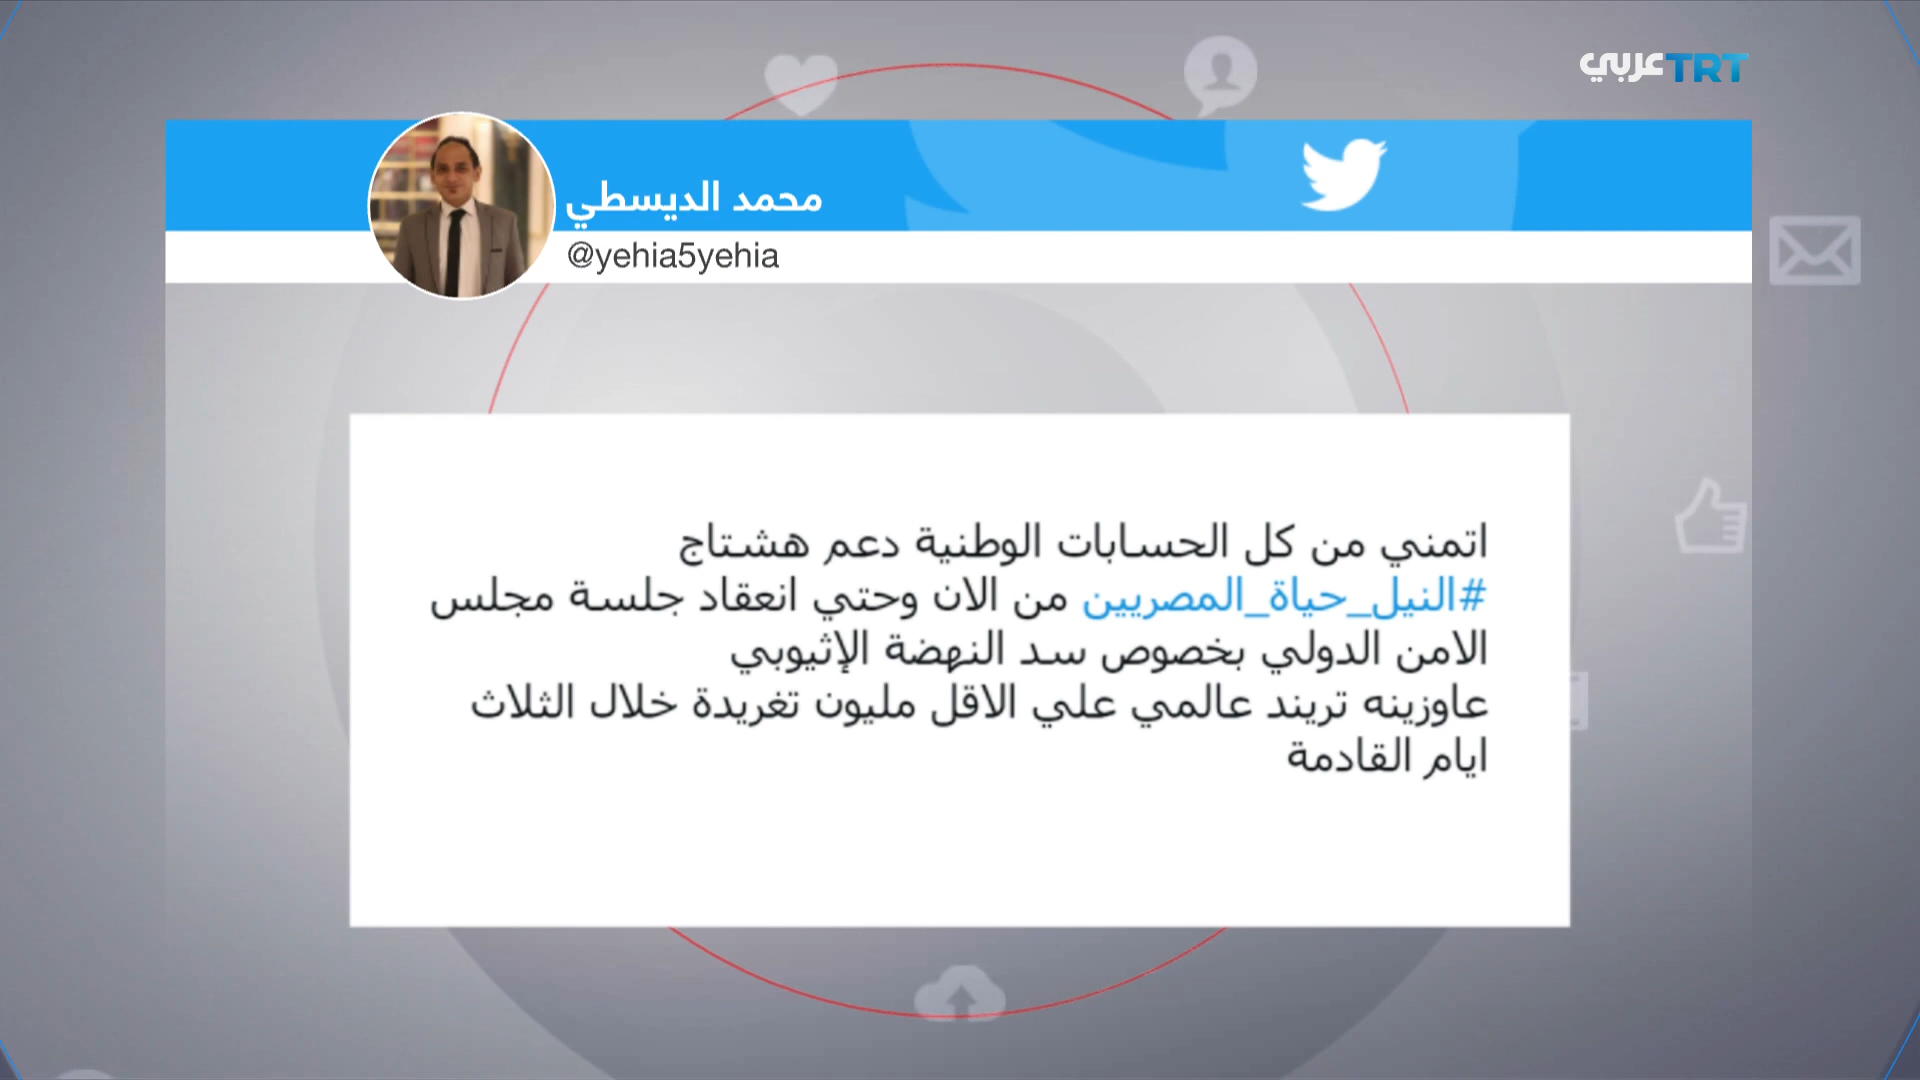 TRT عربي
محمد الديسطي
@yehia5yehia
اتمني من كل الحسابات الوطنية دعم هشتاج
#النيل_حياة_المصريين من الان وحتي انعقاد جلسة مجلس
الامن الدولي بخصوص سد النهضة الإثيوبي
عاوزينه تريند عالمي علي الاقل مليون تغريدة خلال الثلاث
ايام القادمة